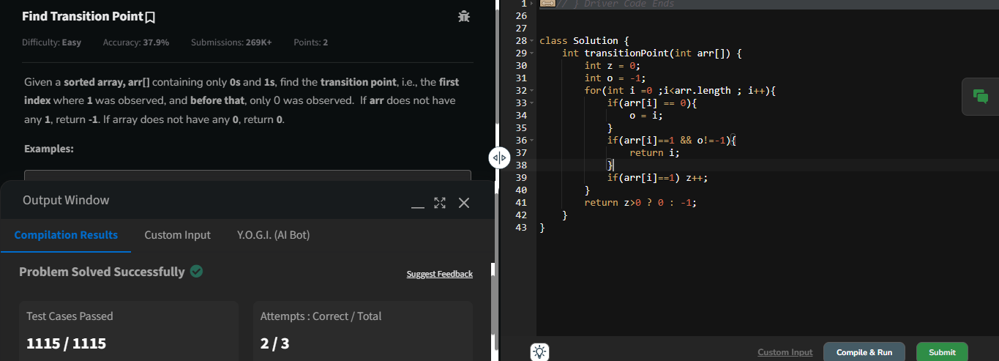 Find Transition Point
Difficulty: Easy Accuracy: 37.9% Submissions: 269K+ Points: 2
Given a sorted array, arr[] containing only 0s and 1s, find the transition point, i.e., the first
index where 1 was observed, and before that, only 0 was observed. If arr does not have
any 1, return -1. If array does not have any 0, return 0.
Examples:
Output Window
Compilation Results Custom Input Y.O.G.I. (AI Bot)
Problem Solved Successfully
Suggest Feedback
Test Cases Passed
1115 / 1115
Attempts : Correct / Total
2 / 3
1 // } Driver Code Ends
26
27
28 class Solution {
29     int transitionPoint(int arr[]) {
30         int z = 0;
31         int o = -1;
32         for(int i =0 ;i<arr.length ; i++){
33             if(arr[i] == 0){
34                 o = i;
35             }
36             if(arr[i]==1 && o!=-1){
37                 return i;
38             }
39             if(arr[i]==1) z++;
40         }
41         return z>0 ? 0 : -1;
42     }
43 }
Custom Input Compile & Run Submit